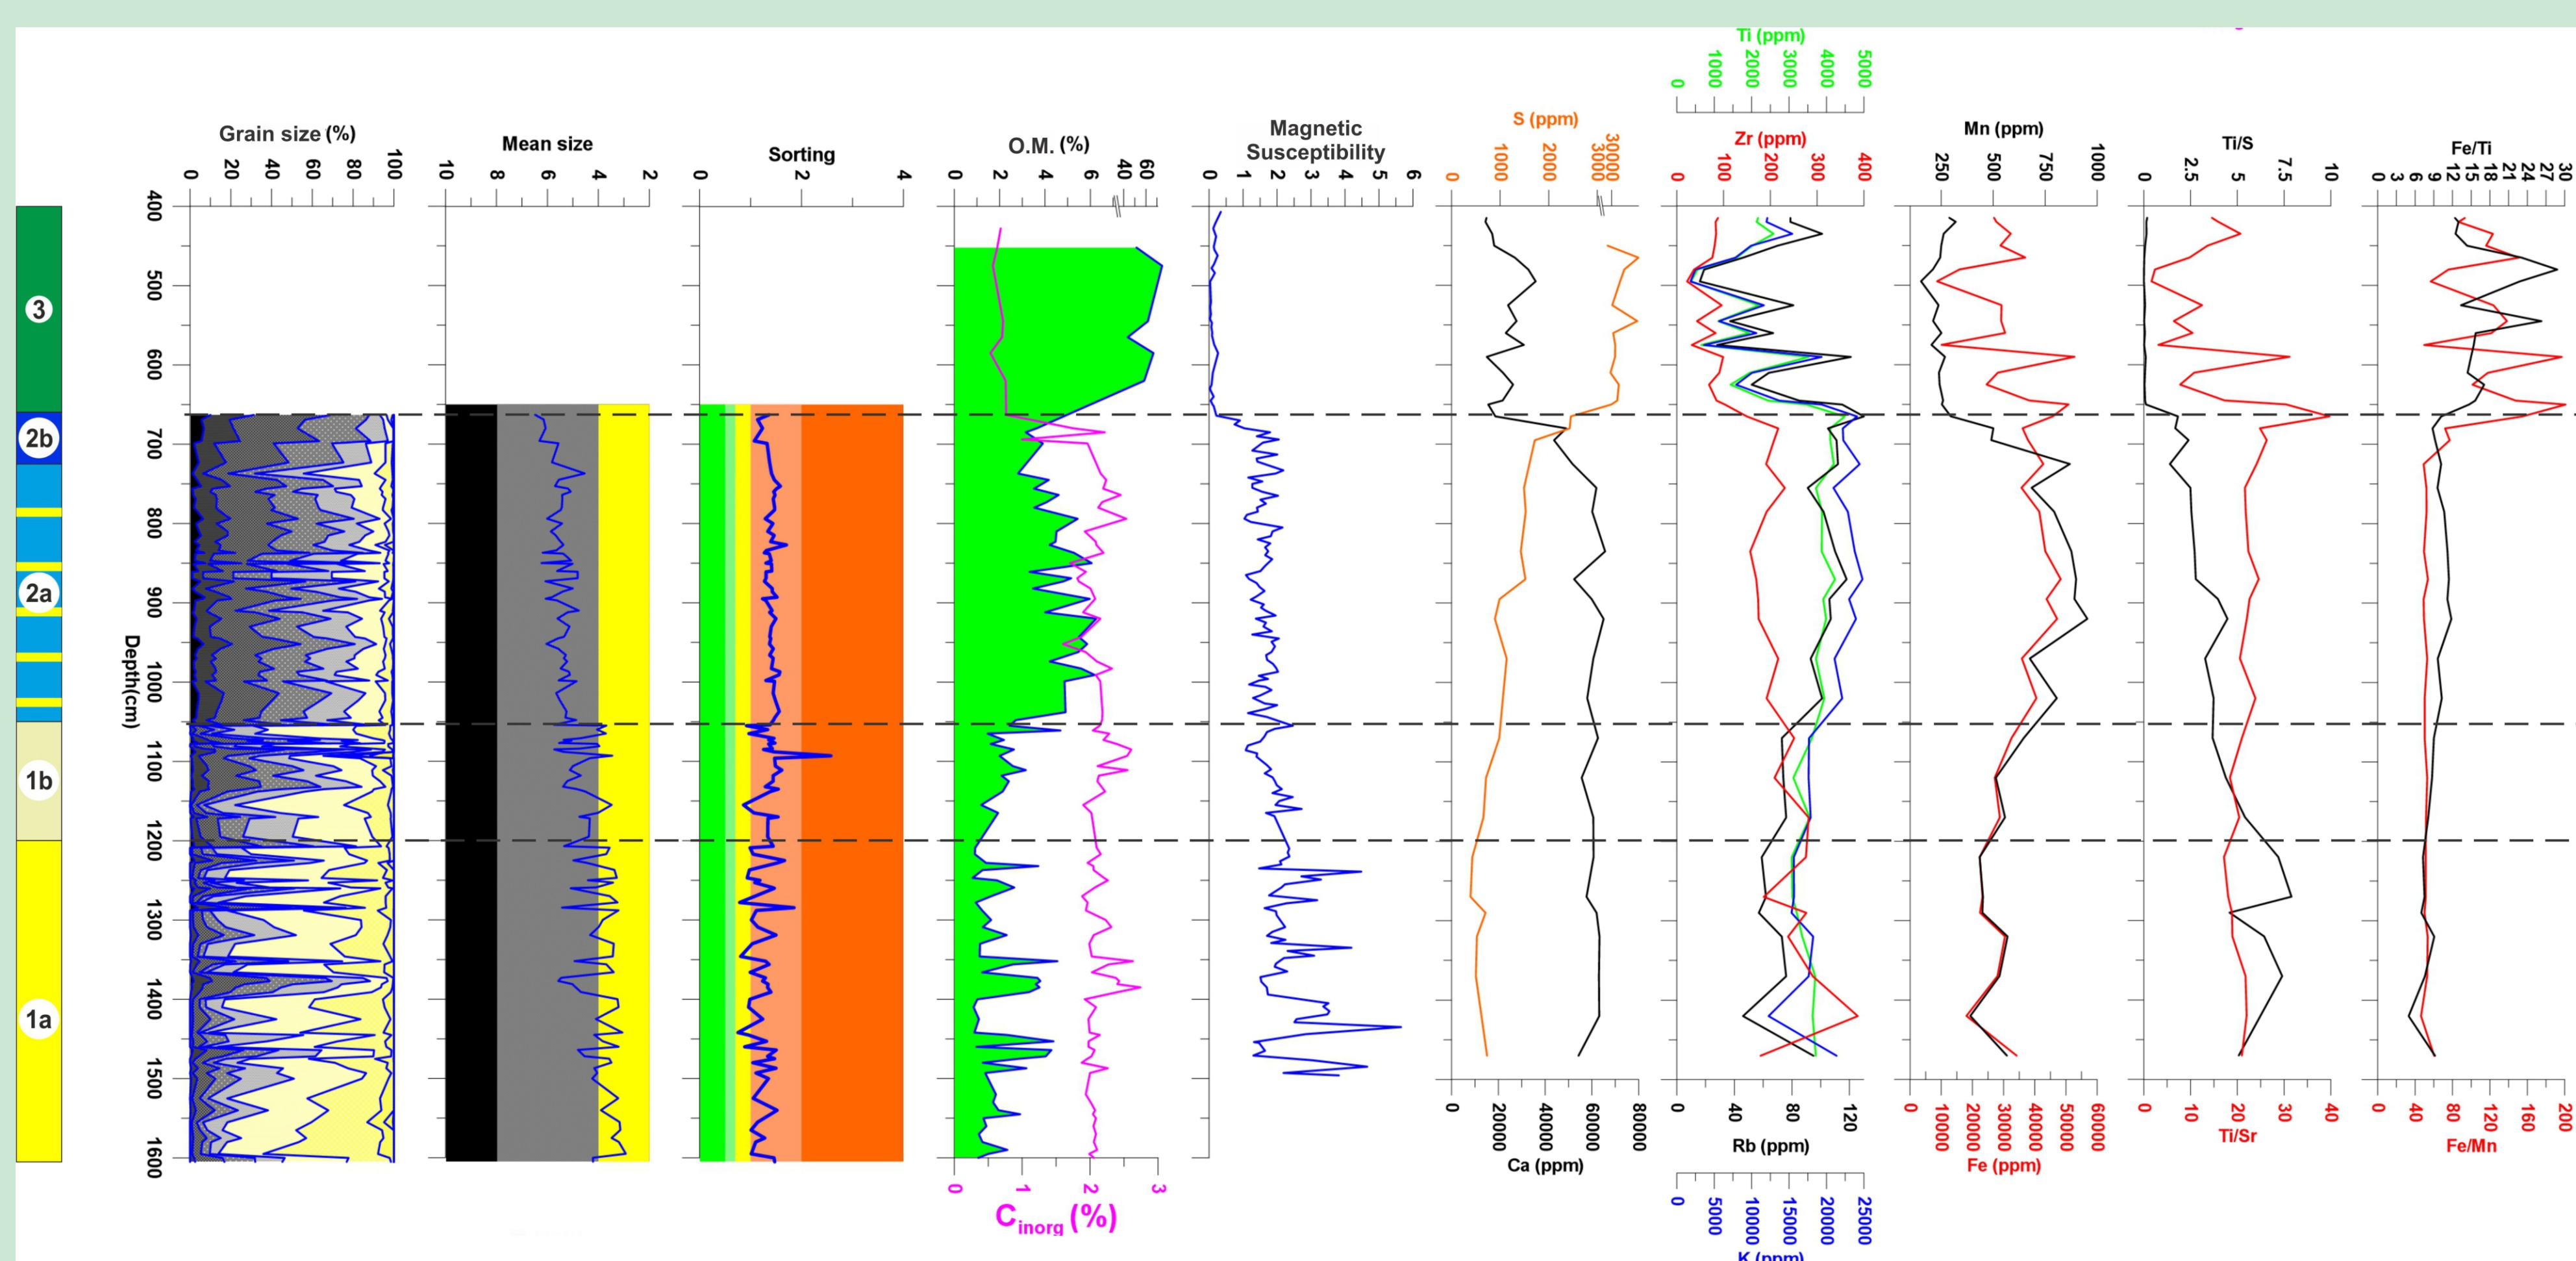 Ti (ppm)
0 1000 2000 3000 4000 5000
Grain size (%)
0 20 40 60 80 100
Mean size
10 8 6 4 2
Sorting
0 2 4
O.M. (%)
0 2 4 6 40 60
Magnetic
Susceptibility
0 1 2 3 4 5 6
S (ppm)
0 1000 2000 3000 30000
Zr (ppm)
0 100 200 300 400
Mn (ppm)
250 500 750 1000
Ti/S
0 2.5 5 7.5 10
Fe/Ti
0 3 6 9 12 15 18 21 24 27 30
3
2b
2a
1b
1a
400
500
600
700
800
900
1000
1100
1200
1300
1400
1500
1600
Depth(cm)
0 1 2 3
Cinorg (%)
0 20000 40000 60000 80000
Ca (ppm)
0 40 80 120
Rb (ppm)
0 5000 10000 15000 20000 25000
K (ppm)
0 10000 20000 30000 40000 50000 60000
Fe (ppm)
0 10 20 30 40
Ti/Sr
0 40 80 120 160 200
Fe/Mn